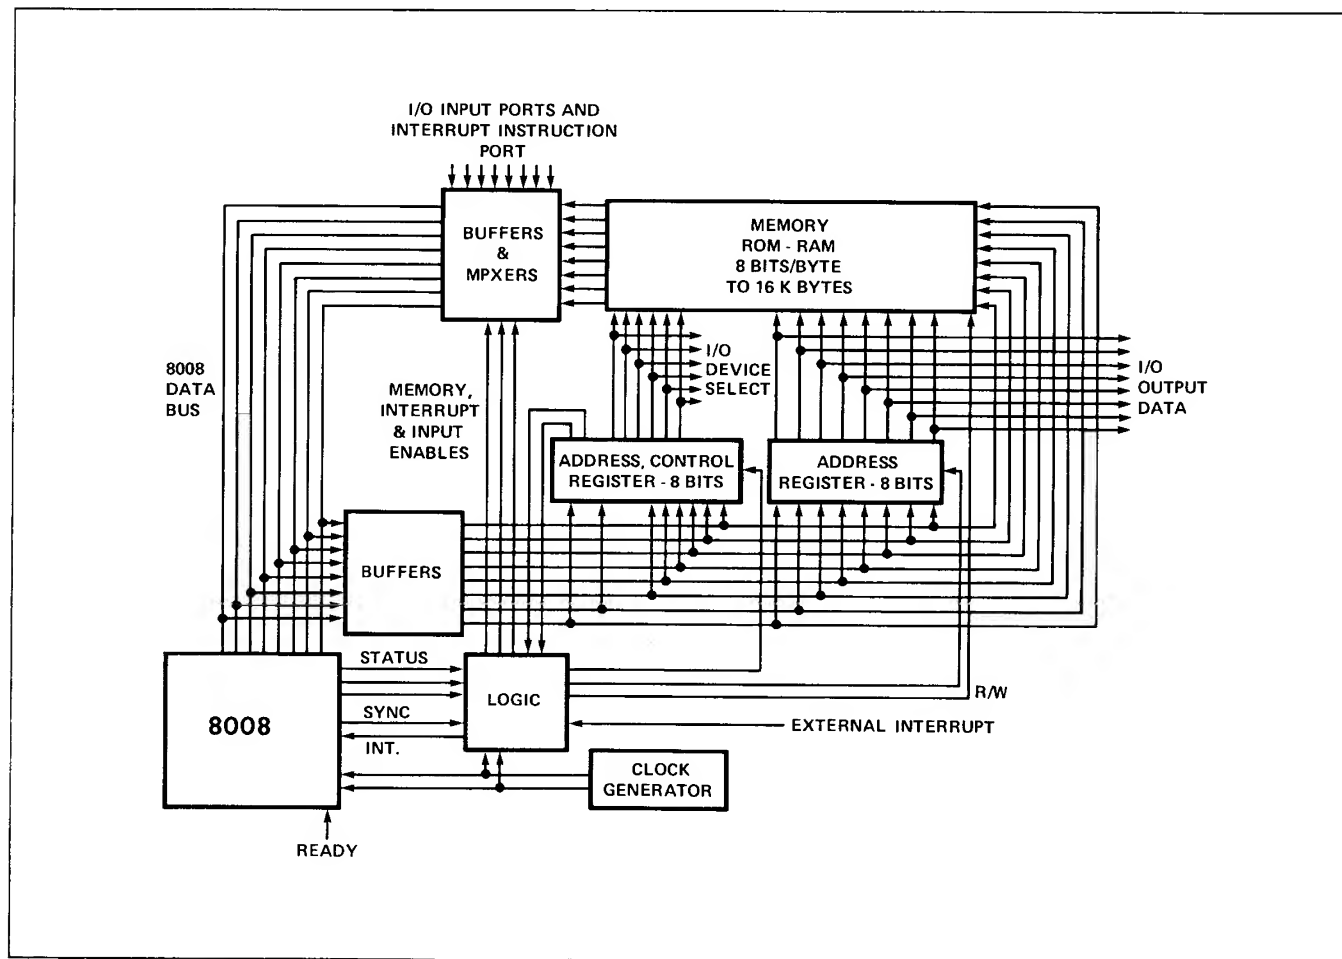 I/O INPUT PORTS AND
INTERRUPT INSTRUCTION
PORT
BUFFERS
&
MPXERS
MEMORY
ROM - RAM
8 BITS/BYTE
TO 16 K BYTES
8008
DATA
BUS
MEMORY,
INTERRUPT
& INPUT
ENABLES
I/O
DEVICE
SELECT
I/O
OUTPUT
DATA
ADDRESS, CONTROL
REGISTER - 8 BITS
ADDRESS
REGISTER - 8 BITS
BUFFERS
8008
STATUS
SYNC
INT.
LOGIC
R/W
EXTERNAL INTERRUPT
CLOCK
GENERATOR
READY